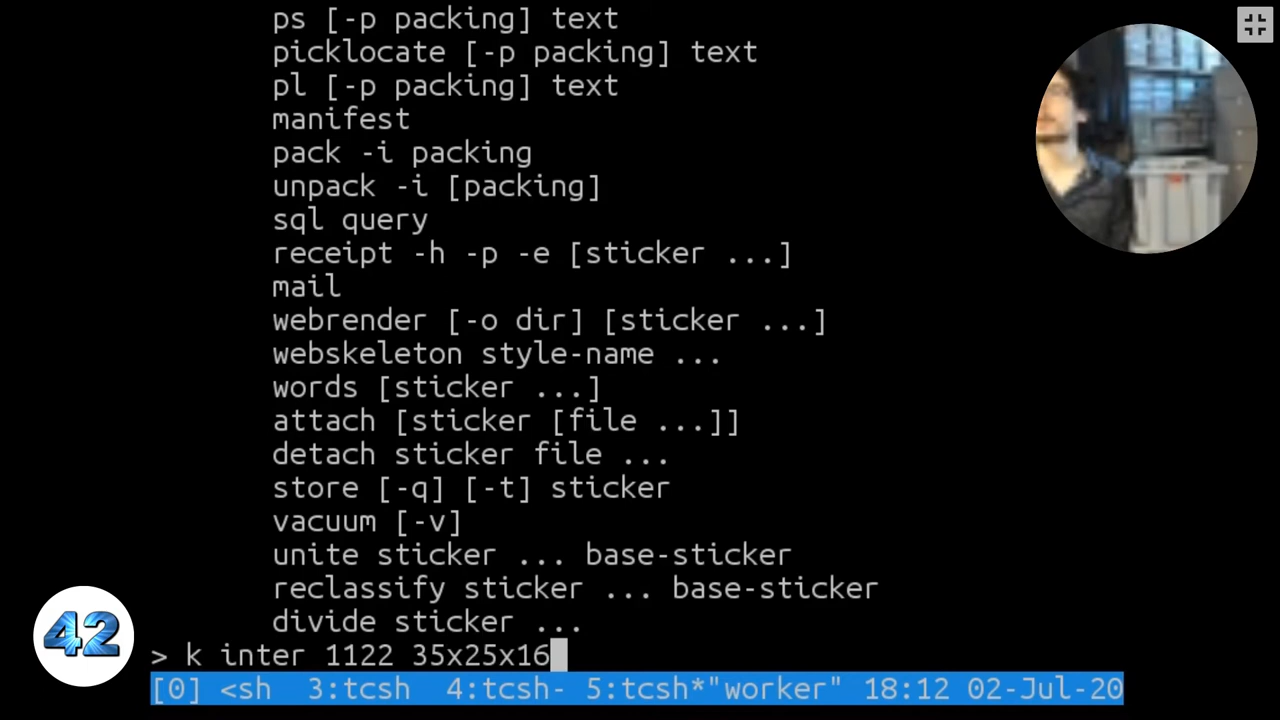 ps [-p packing] text
picklocate [-p packing] text
pl [-p packing] text
manifest
pack -i packing
unpack -i [packing]
sql query
receipt -h -p -e [sticker ...]
mail
webrender [-o dir] [sticker ...]
webskeleton style-name ...
words [sticker ...]
attach [sticker [file ...]]
detach sticker file ...
store [-q] [-t] sticker
vacuum [-v]
unite sticker ... base-sticker
reclassify sticker ... base-sticker
divide sticker ...
42
> k inter 1122 35x25x16
[0] <sh 3:tcsh 4:tcsh- 5:tcsh*"worker" 18:12 02-Jul-20